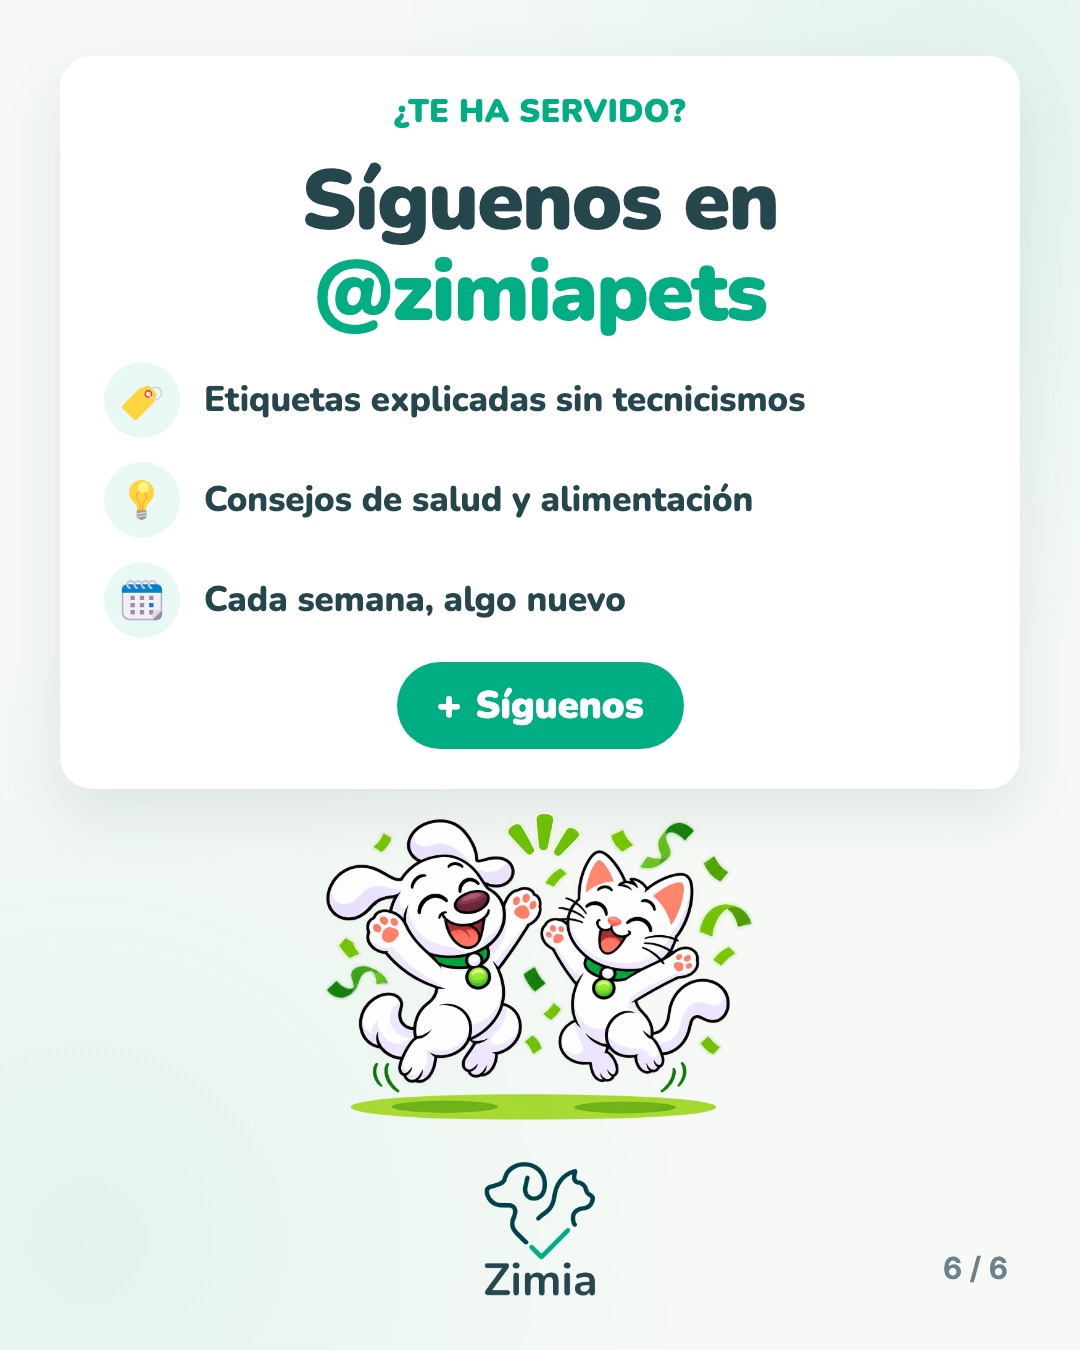 ¿TE HA SERVIDO?
Síguenos en
@zimiapets
Etiquetas explicadas sin tecnicismos
Consejos de salud y alimentación
Cada semana, algo nuevo
+ Síguenos
Zimia
6 / 6